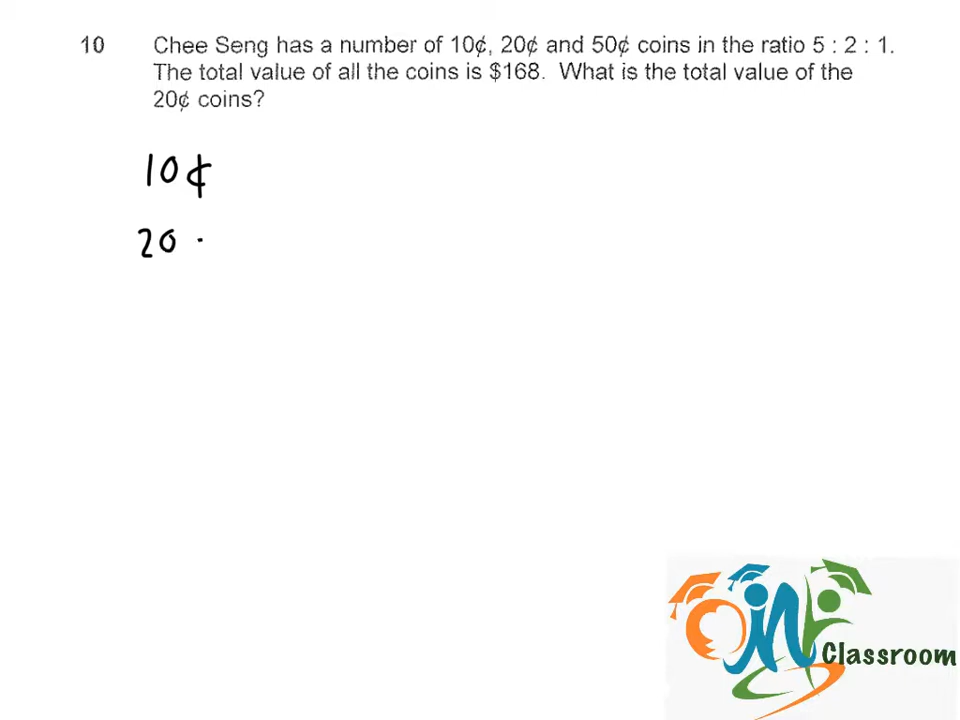 10 Chee Seng has a number of 10¢, 20¢ and 50¢ coins in the ratio 5 : 2 : 1.
The total value of all the coins is $168. What is the total value of the
20¢ coins?
10¢
20
Classroom